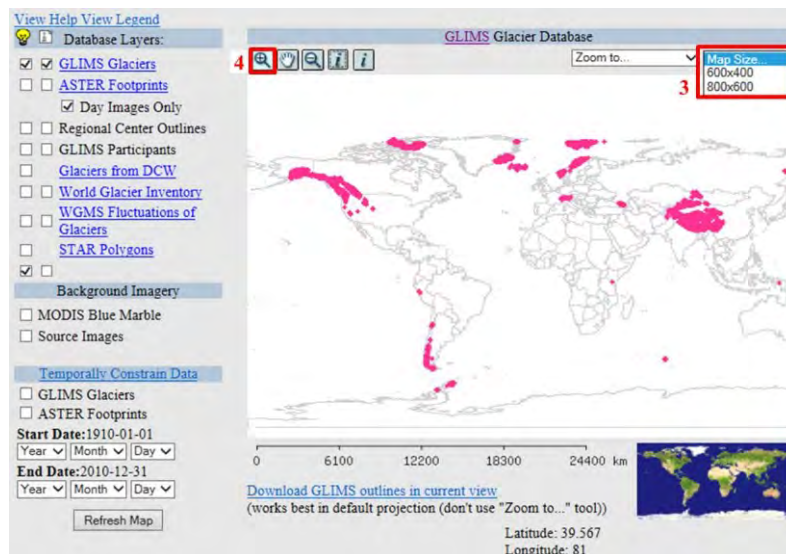 View Help View Legend
Database Layers:
GLIMS Glaciers
ASTER Footprints
Day Images Only
Regional Center Outlines
GLIMS Participants
Glaciers from DCW
World Glacier Inventory
WGMS Fluctuations of
Glaciers
STAR Polygons
Background Imagery
MODIS Blue Marble
Source Images
Temporally Constrain Data
GLIMS Glaciers
ASTER Footprints
Start Date:1910-01-01
Year Month Day
End Date:2010-12-31
Year Month Day
Refresh Map
GLIMS Glacier Database
4 i i Zoom to... Map Size...
600x400
3 800x600
0 6100 12200 18300 24400 km
Download GLIMS outlines in current view
(works best in default projection (don't use "Zoom to..." tool))
Latitude: 39.567
Longitude: 81